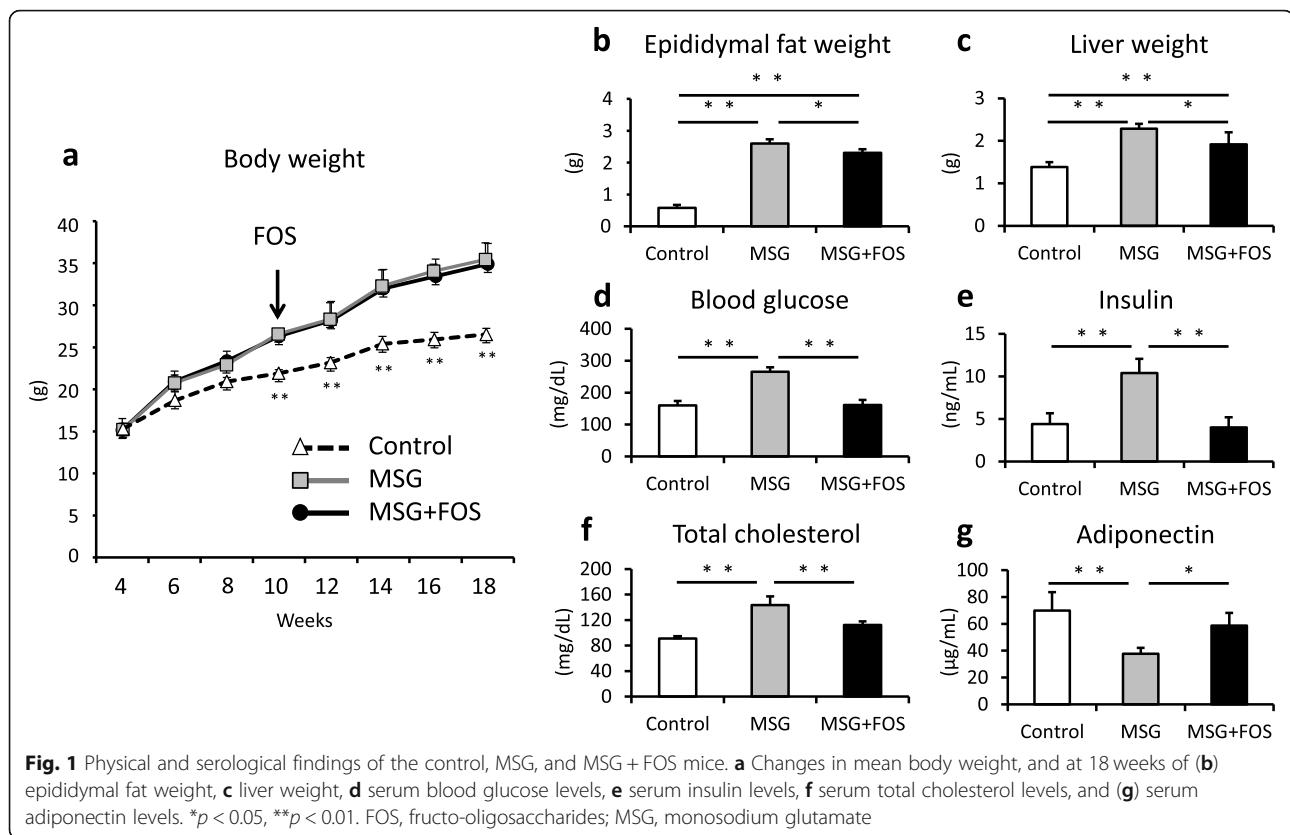 a
Body weight
FOS
(g)
40
35
30
25
20
15
10
5
0
**
**
**
**
**
Control
MSG
MSG+FOS
4 6 8 10 12 14 16 18
Weeks
b
Epididymal fat weight
* *
* * *
(g)
4
3
2
1
0
Control MSG MSG+FOS
c
Liver weight
* *
* * *
(g)
3
2
1
0
Control MSG MSG+FOS
d
Blood glucose
* * * *
(mg/dL)
400
300
200
100
0
Control MSG MSG+FOS
e
Insulin
* * * *
(ng/mL)
15
10
5
0
Control MSG MSG+FOS
f
Total cholesterol
* * * *
(mg/dL)
200
160
120
80
40
0
Control MSG MSG+FOS
g
Adiponectin
* * *
(µg/mL)
100
80
60
40
20
0
Control MSG MSG+FOS
Fig. 1 Physical and serological findings of the control, MSG, and MSG + FOS mice. a Changes in mean body weight, and at 18 weeks of (b)
epididymal fat weight, c liver weight, d serum blood glucose levels, e serum insulin levels, f serum total cholesterol levels, and (g) serum
adiponectin levels. *p < 0.05, **p < 0.01. FOS, fructo-oligosaccharides; MSG, monosodium glutamate